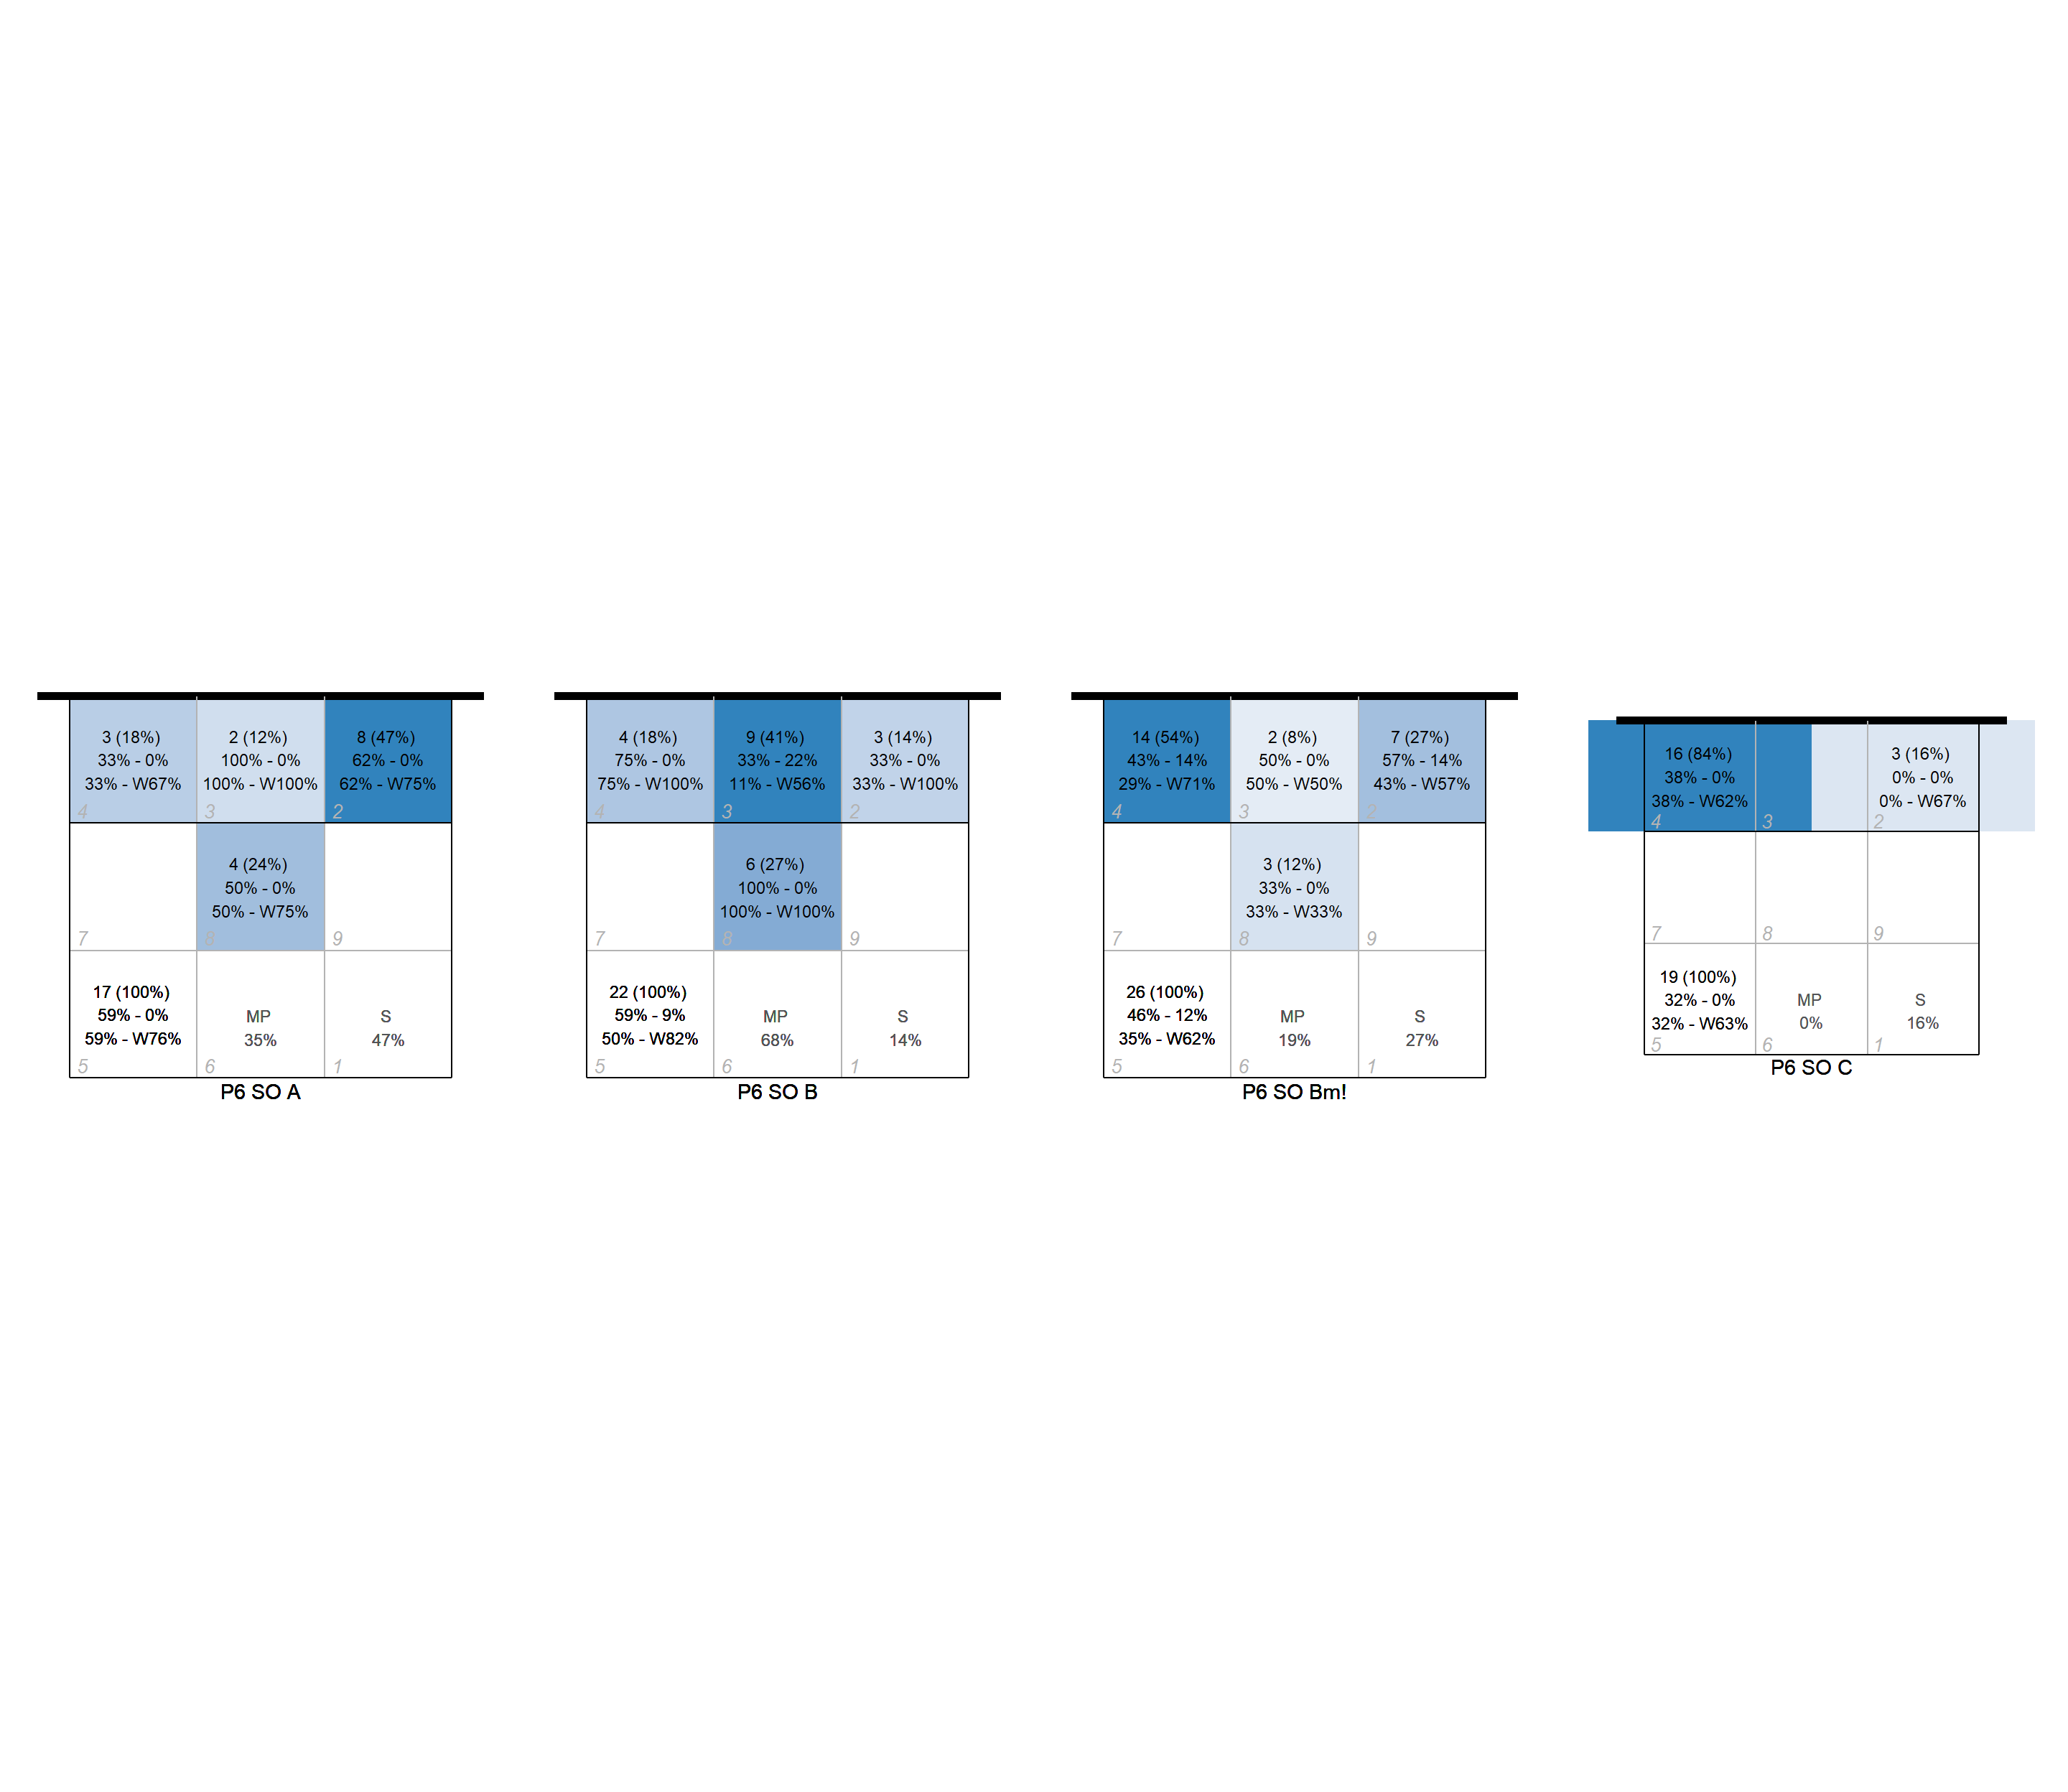 3 (18%)
33% - 0%
33% - W67%
4
2 (12%)
100% - 0%
100% - W100%
3
8 (47%)
62% - 0%
62% - W75%
2
7
4 (24%)
50% - 0%
50% - W75%
8
9
17 (100%)
59% - 0%
59% - W76%
5
MP
35%
6
S
47%
1
P6 SO A
4 (18%)
75% - 0%
75% - W100%
4
9 (41%)
33% - 22%
11% - W56%
3
3 (14%)
33% - 0%
33% - W100%
2
7
6 (27%)
100% - 0%
100% - W100%
8
9
22 (100%)
59% - 9%
50% - W82%
5
MP
68%
6
S
14%
1
P6 SO B
14 (54%)
43% - 14%
29% - W71%
4
2 (8%)
50% - 0%
50% - W50%
3
7 (27%)
57% - 14%
43% - W57%
2
7
3 (12%)
33% - 0%
33% - W33%
8
9
26 (100%)
46% - 12%
35% - W62%
5
MP
19%
6
S
27%
1
P6 SO Bm!
16 (84%)
38% - 0%
38% - W62%
4
3
3 (16%)
0% - 0%
0% - W67%
2
7
8
9
19 (100%)
32% - 0%
32% - W63%
5
MP
0%
6
S
16%
1
P6 SO C